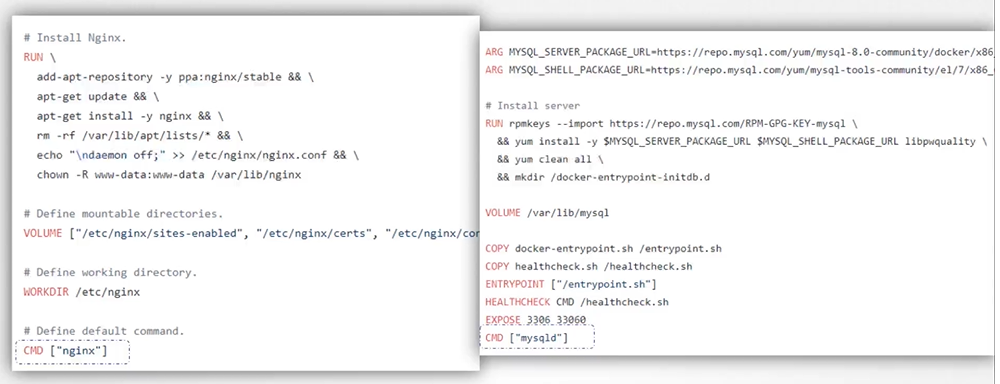 # Install Nginx.
RUN \
add-apt-repository -y ppa:nginx/stable && \
apt-get update && \
apt-get install -y nginx && \
rm -rf /var/lib/apt/lists/* && \
echo "\ndaemon off;" >> /etc/nginx/nginx.conf && \
chown -R www-data:www-data /var/lib/nginx
# Define mountable directories.
VOLUME ["/etc/nginx/sites-enabled", "/etc/nginx/certs", "/etc/nginx/con
# Define working directory.
WORKDIR /etc/nginx
# Define default command.
CMD ["nginx"]
ARG MYSQL_SERVER_PACKAGE_URL=https://repo.mysql.com/yum/mysql-8.0-community/docker/x86_
ARG MYSQL_SHELL_PACKAGE_URL=https://repo.mysql.com/yum/mysql-tools-community/el/7/x86_
# Install server
RUN rpmkeys --import https://repo.mysql.com/RPM-GPG-KEY-mysql \
&& yum install -y $MYSQL_SERVER_PACKAGE_URL $MYSQL_SHELL_PACKAGE_URL libpwquality \
&& yum clean all \
&& mkdir /docker-entrypoint-initdb.d
VOLUME /var/lib/mysql
COPY docker-entrypoint.sh /entrypoint.sh
COPY healthcheck.sh /healthcheck.sh
ENTRYPOINT ["/entrypoint.sh"]
HEALTHCHECK CMD /healthcheck.sh
EXPOSE 3306 33060
CMD ["mysqld"]